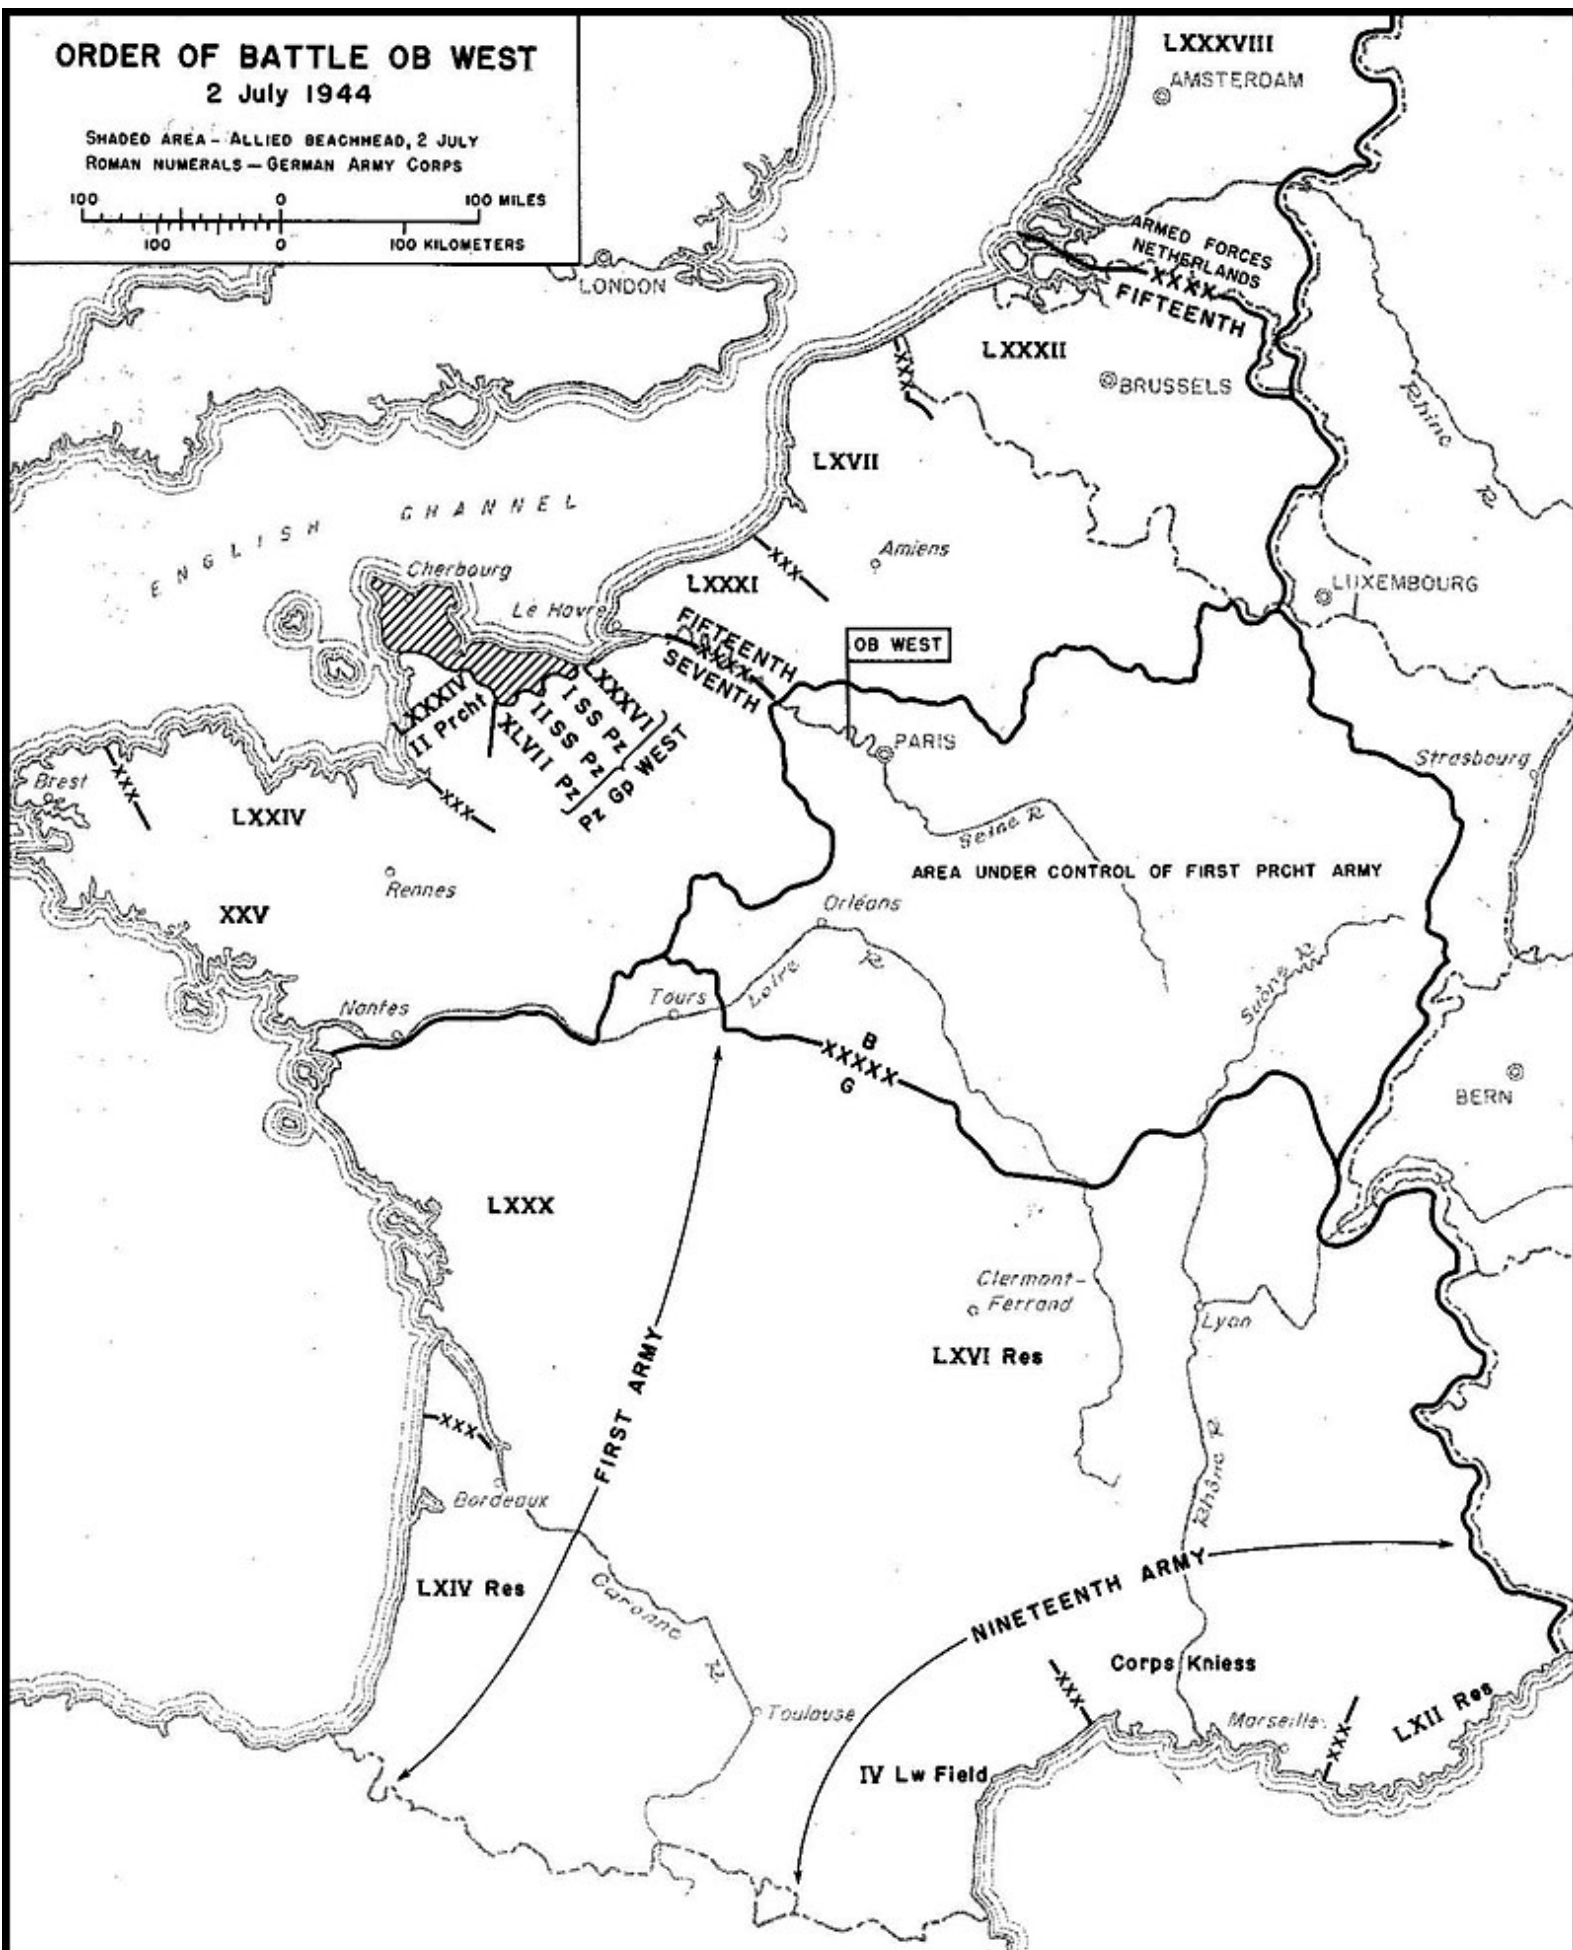 ORDER OF BATTLE OB WEST
2 July 1944
SHADED AREA – ALLIED BEACHHEAD, 2 JULY
ROMAN NUMERALS — GERMAN ARMY CORPS
100 0 100 MILES
100 0 100 KILOMETERS
LXXXVIII
AMSTERDAM
LONDON
ARMED FORCES
NETHERLANDS
XXXX
FIFTEENTH
LXXXII
BRUSSELS
XXX
Rhine
R
LXVII
ENGLISH CHANNEL
Amiens
XXX
Cherbourg
LXXXI
LUXEMBOURG
Le Havre
FIFTEENTH
XXXX
SEVENTH
OB WEST
LXXXIV
II Prcht
LXXXVI
I SS Pz
II SS Pz
XLVII Pz
Pz Gp WEST
PARIS
Strasbourg
Brest
XXX
LXXIV
XXX
Seine R
AREA UNDER CONTROL OF FIRST PRCHT ARMY
Rennes
XXV
Orléans
Loire
R
Saône R
Nantes
Tours
B
XXXXX
G
BERN
LXXX
Clermont-
Ferrand
Lyon
LXVI Res
FIRST ARMY
XXX
Bordeaux
Rhône R
LXIV Res
Garonne
R
NINETEENTH ARMY
Corps Kniess
XXX
Toulouse
Marseille
XXX
LXII Res
IV Lw Field